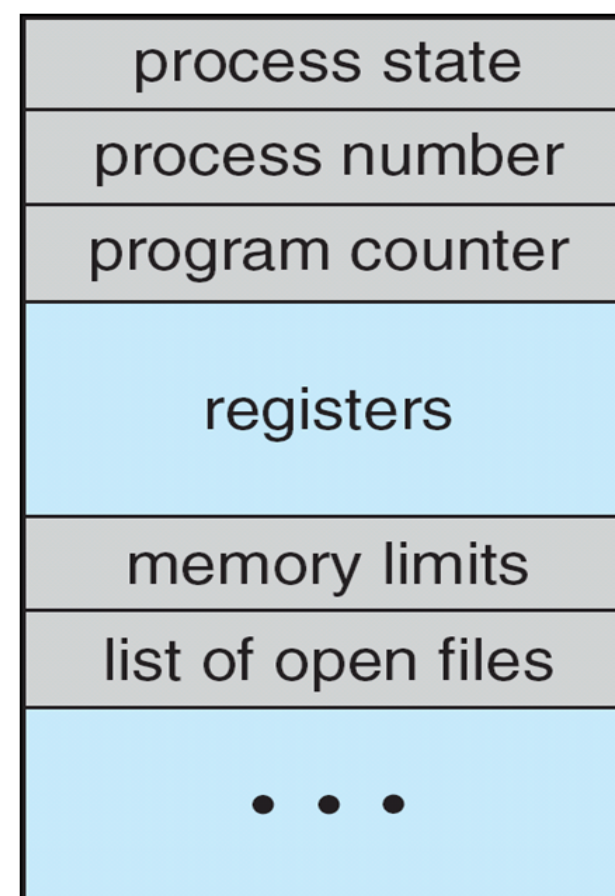 process state
process number
program counter
registers
memory limits
list of open files
• • •